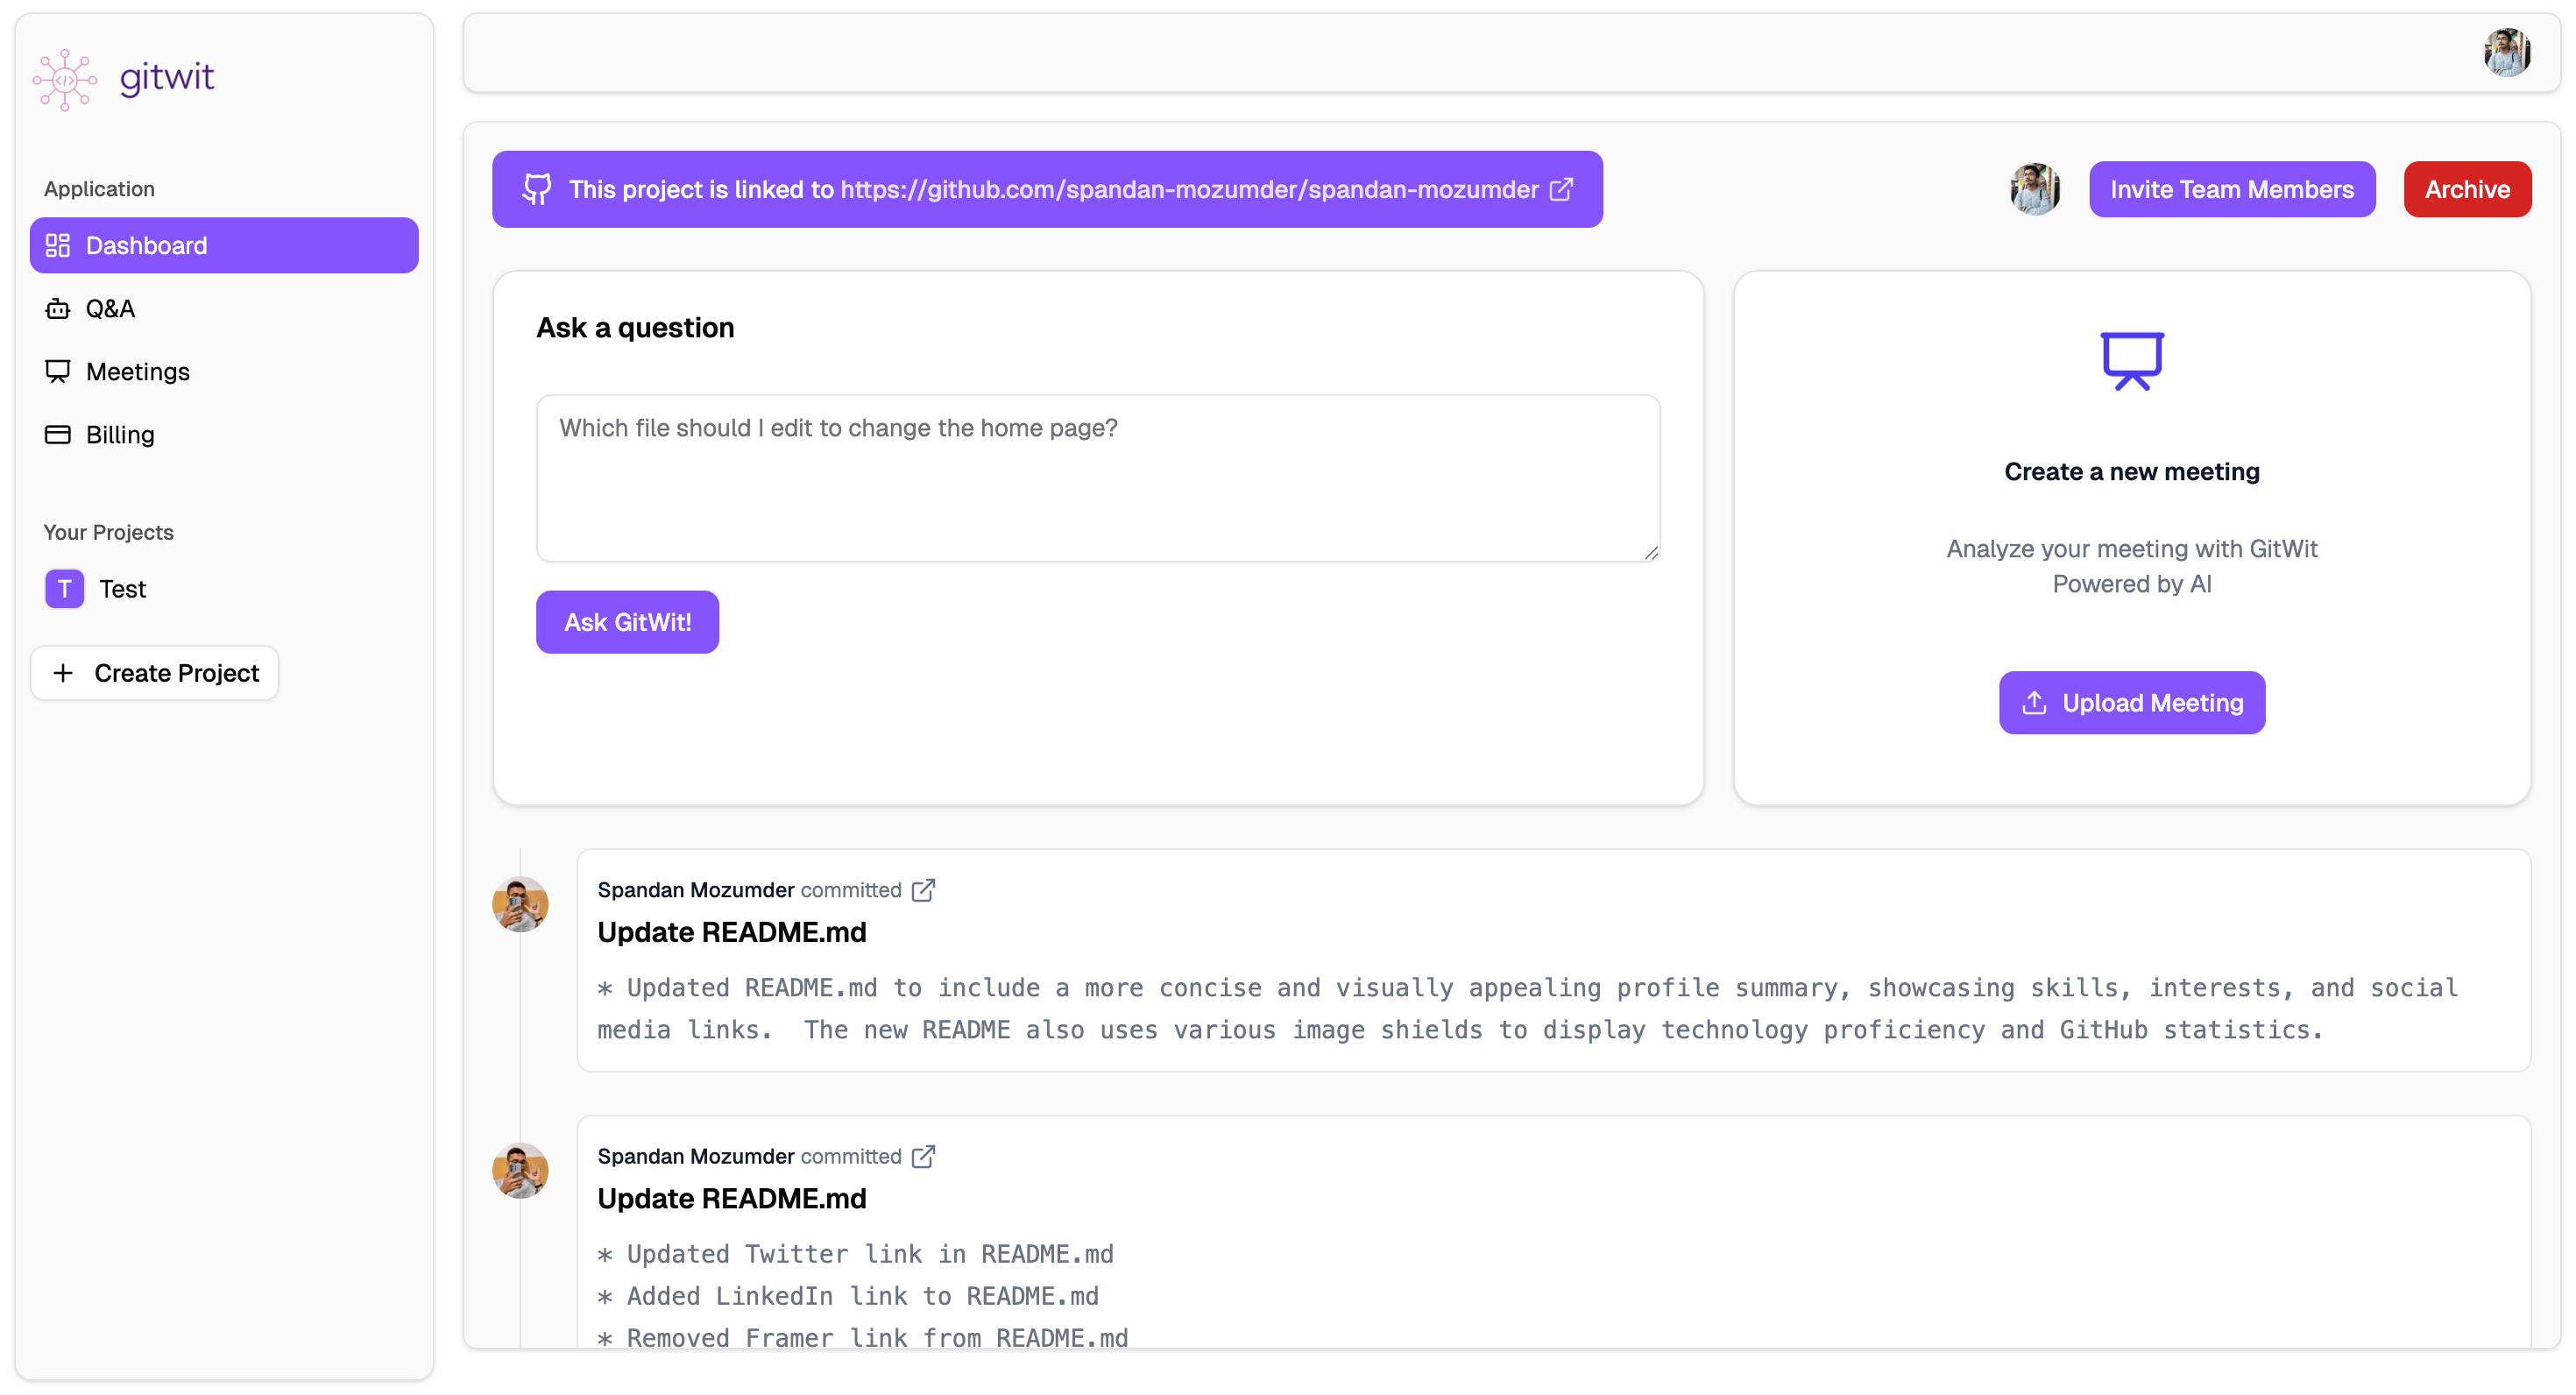 gitwit
Application
Dashboard
Q&A
Meetings
Billing
Your Projects
T Test
Create Project
This project is linked to https://github.com/spandan-mozumder/spandan-mozumder
Invite Team Members
Archive
Ask a question
Which file should I edit to change the home page?
Ask GitWit!
Create a new meeting
Analyze your meeting with GitWit
Powered by AI
Upload Meeting
Spandan Mozumder committed
Update README.md
* Updated README.md to include a more concise and visually appealing profile summary, showcasing skills, interests, and social
media links.  The new README also uses various image shields to display technology proficiency and GitHub statistics.
Spandan Mozumder committed
Update README.md
* Updated Twitter link in README.md
* Added LinkedIn link to README.md
* Removed Framer link from README.md